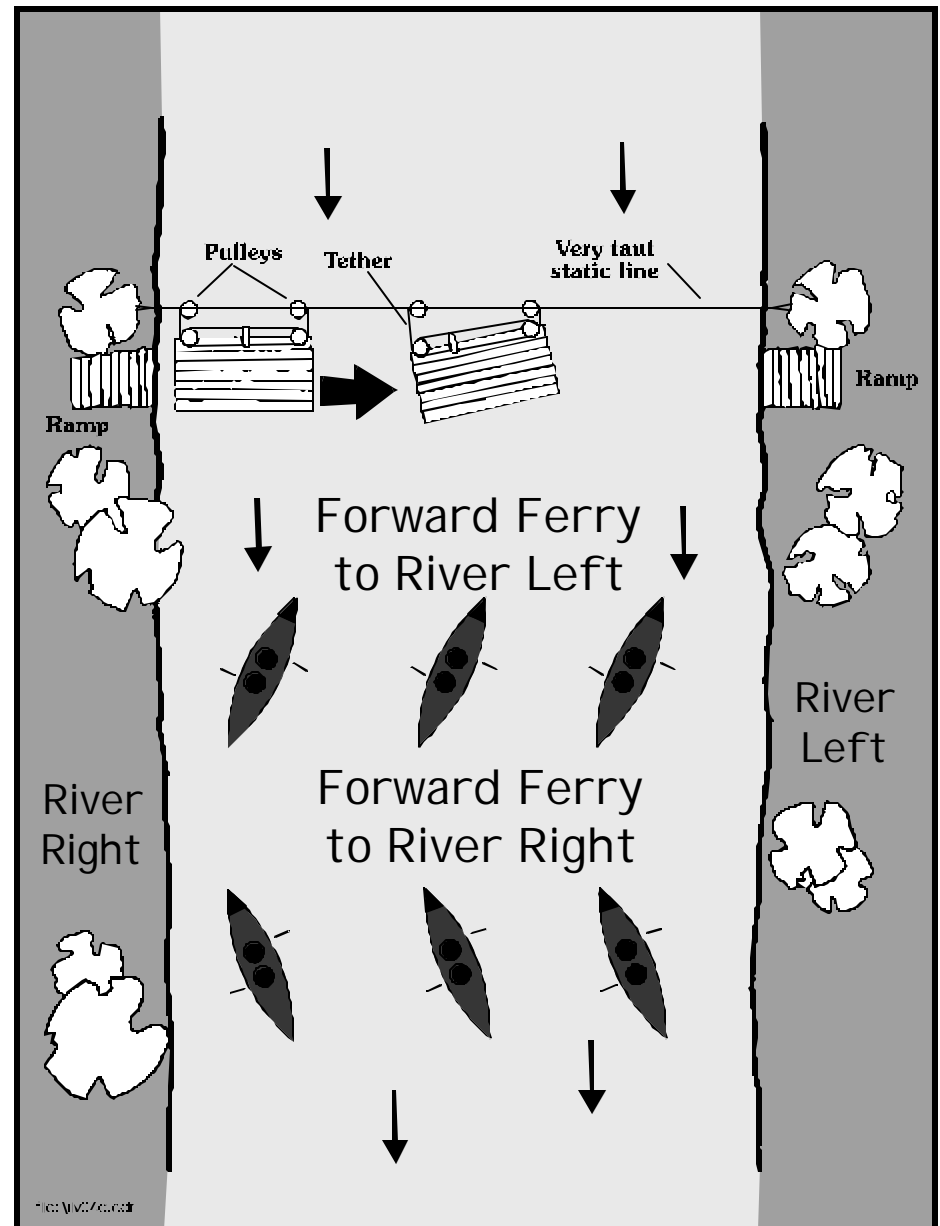 Pulleys
Tether
Very taut
static line
Ramp
Ramp
Forward Ferry
to River Left
River
Left
Forward Ferry
to River Right
River
Right